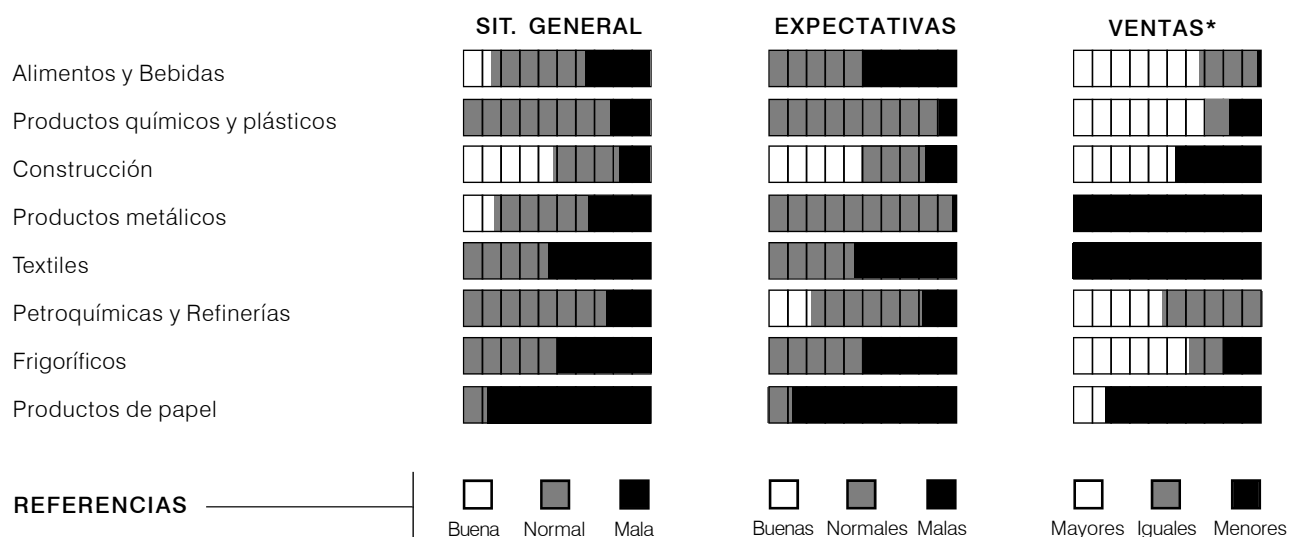 SIT. GENERAL EXPECTATIVAS VENTAS*
Alimentos y Bebidas
Productos químicos y plásticos
Construcción
Productos metálicos
Textiles
Petroquímicas y Refinerías
Frigoríficos
Productos de papel
REFERENCIAS
Buena Normal Mala Buenas Normales Malas Mayores Iguales Menores